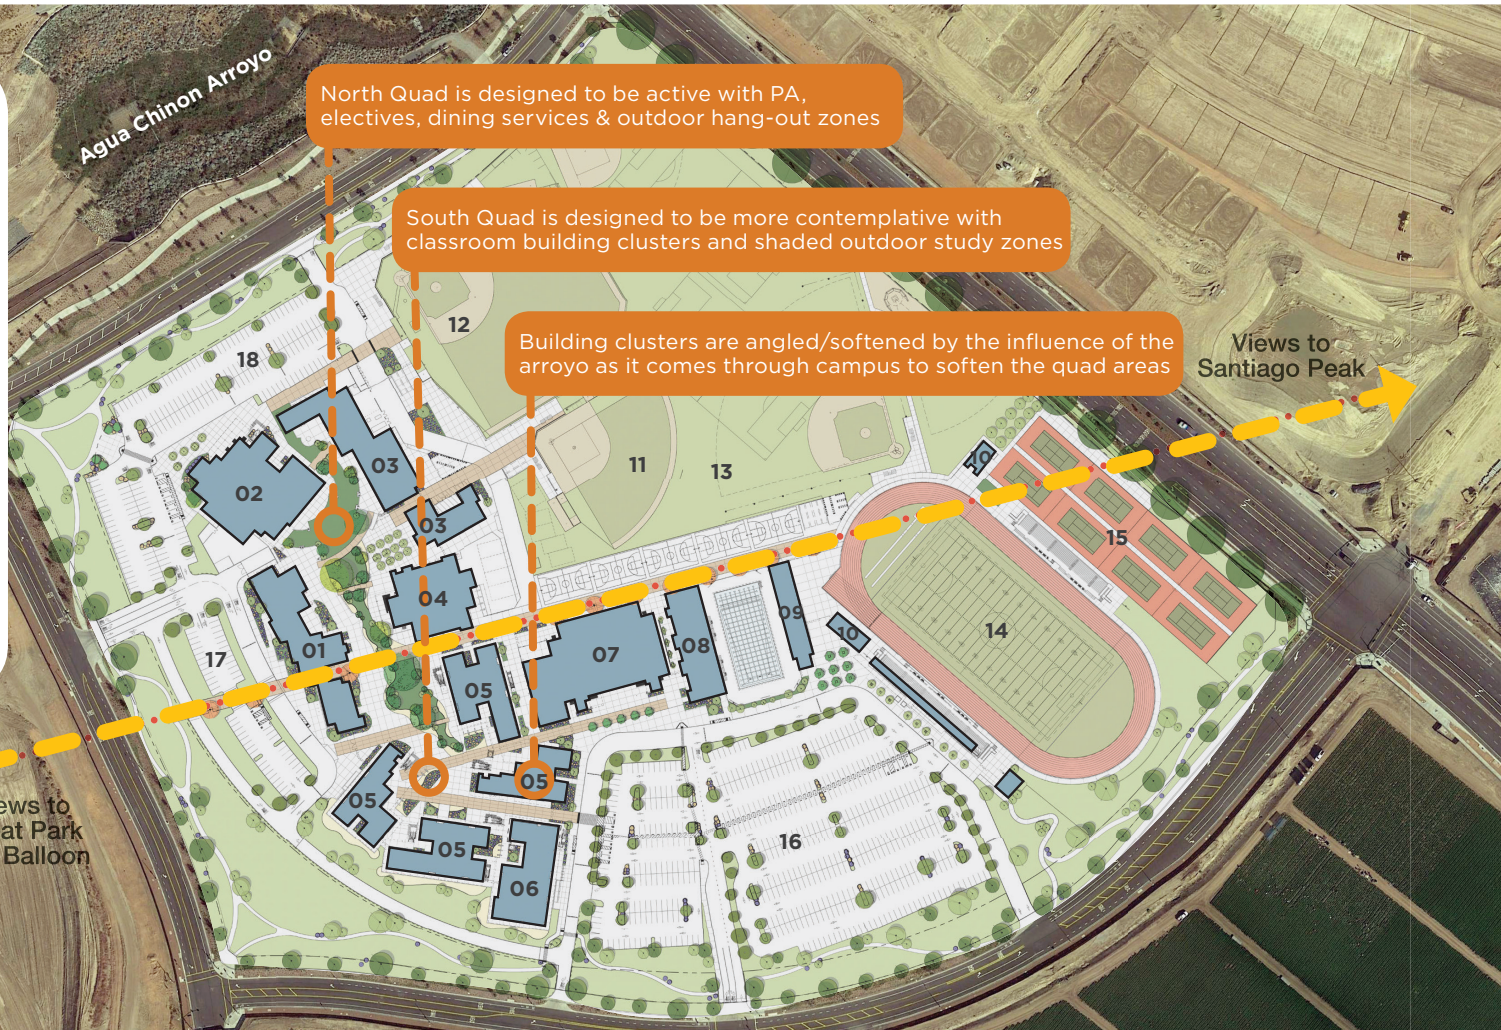 Agua Chinon Arroyo
North Quad is designed to be active with PA,
electives, dining services & outdoor hang-out zones
South Quad is designed to be more contemplative with
classroom building clusters and shaded outdoor study zones
Building clusters are angled/softened by the influence of the
arroyo as it comes through campus to soften the quad areas
Views to
Santiago Peak
12
18
03
11
13
02
10
03
15
04
09
14
10
01
07
08
17
05
05
05
16
05
06
ews to
at Park
Balloon